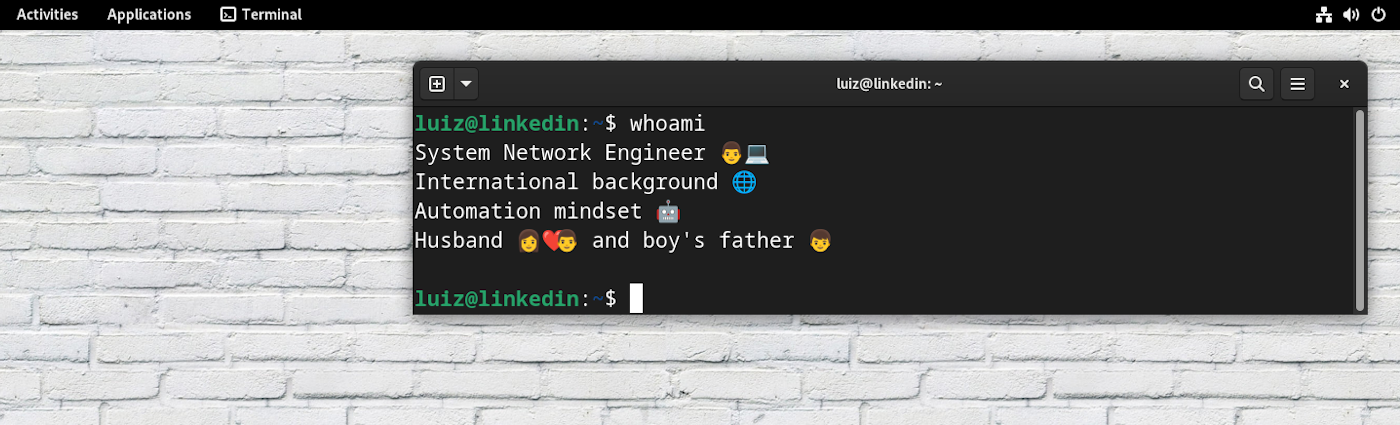 Activities Applications Terminal
luiz@linkedin: ~
luiz@linkedin:~$ whoami
System Network Engineer 👨💻
International background 🌐
Automation mindset 🤖
Husband 👩❤️👨 and boy's father 👦
luiz@linkedin:~$